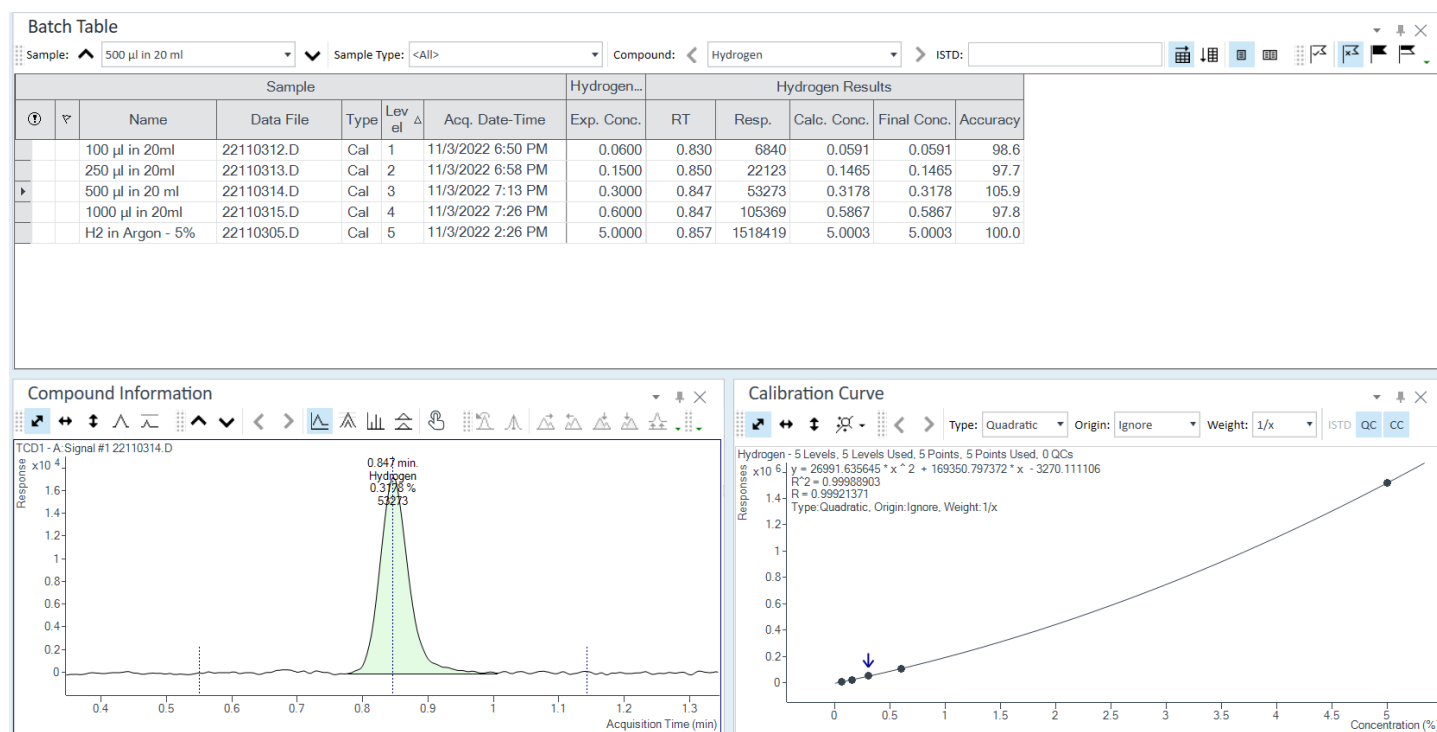 Batch Table
Sample: 500 µl in 20 ml Sample Type: <All> Compound: Hydrogen ISTD:
Sample Hydrogen... Hydrogen Results
Name Data File Type Lev el Acq. Date-Time Exp. Conc. RT Resp. Calc. Conc. Final Conc. Accuracy
100 µl in 20ml 22110312.D Cal 1 11/3/2022 6:50 PM 0.0600 0.830 6840 0.0591 0.0591 98.6
250 µl in 20ml 22110313.D Cal 2 11/3/2022 6:58 PM 0.1500 0.850 22123 0.1465 0.1465 97.7
500 µl in 20 ml 22110314.D Cal 3 11/3/2022 7:13 PM 0.3000 0.847 53273 0.3178 0.3178 105.9
1000 µl in 20ml 22110315.D Cal 4 11/3/2022 7:26 PM 0.6000 0.847 105369 0.5867 0.5867 97.8
H2 in Argon - 5% 22110305.D Cal 5 11/3/2022 2:26 PM 5.0000 0.857 1518419 5.0003 5.0003 100.0
Compound Information
TCD1 - A:Signal #1 22110314.D
Response
x10 4
1.6
1.4
1.2
1
0.8
0.6
0.4
0.2
0
0.847 min.
Hydrogen
0.3178 %
53273
0.4 0.5 0.6 0.7 0.8 0.9 1 1.1 1.2 1.3
Acquisition Time (min)
Calibration Curve
Type: Quadratic Origin: Ignore Weight: 1/x ISTD QC CC
Hydrogen - 5 Levels, 5 Levels Used, 5 Points, 5 Points Used, 0 QCs
Responses
x10 6
y = 26991.635645 * x ^ 2 + 169350.797372 * x - 3270.111106
R^2 = 0.99988903
R = 0.99921371
Type:Quadratic, Origin:Ignore, Weight:1/x
1.4
1.2
1
0.8
0.6
0.4
0.2
0
0 0.5 1 1.5 2 2.5 3 3.5 4 4.5 5
Concentration (%)